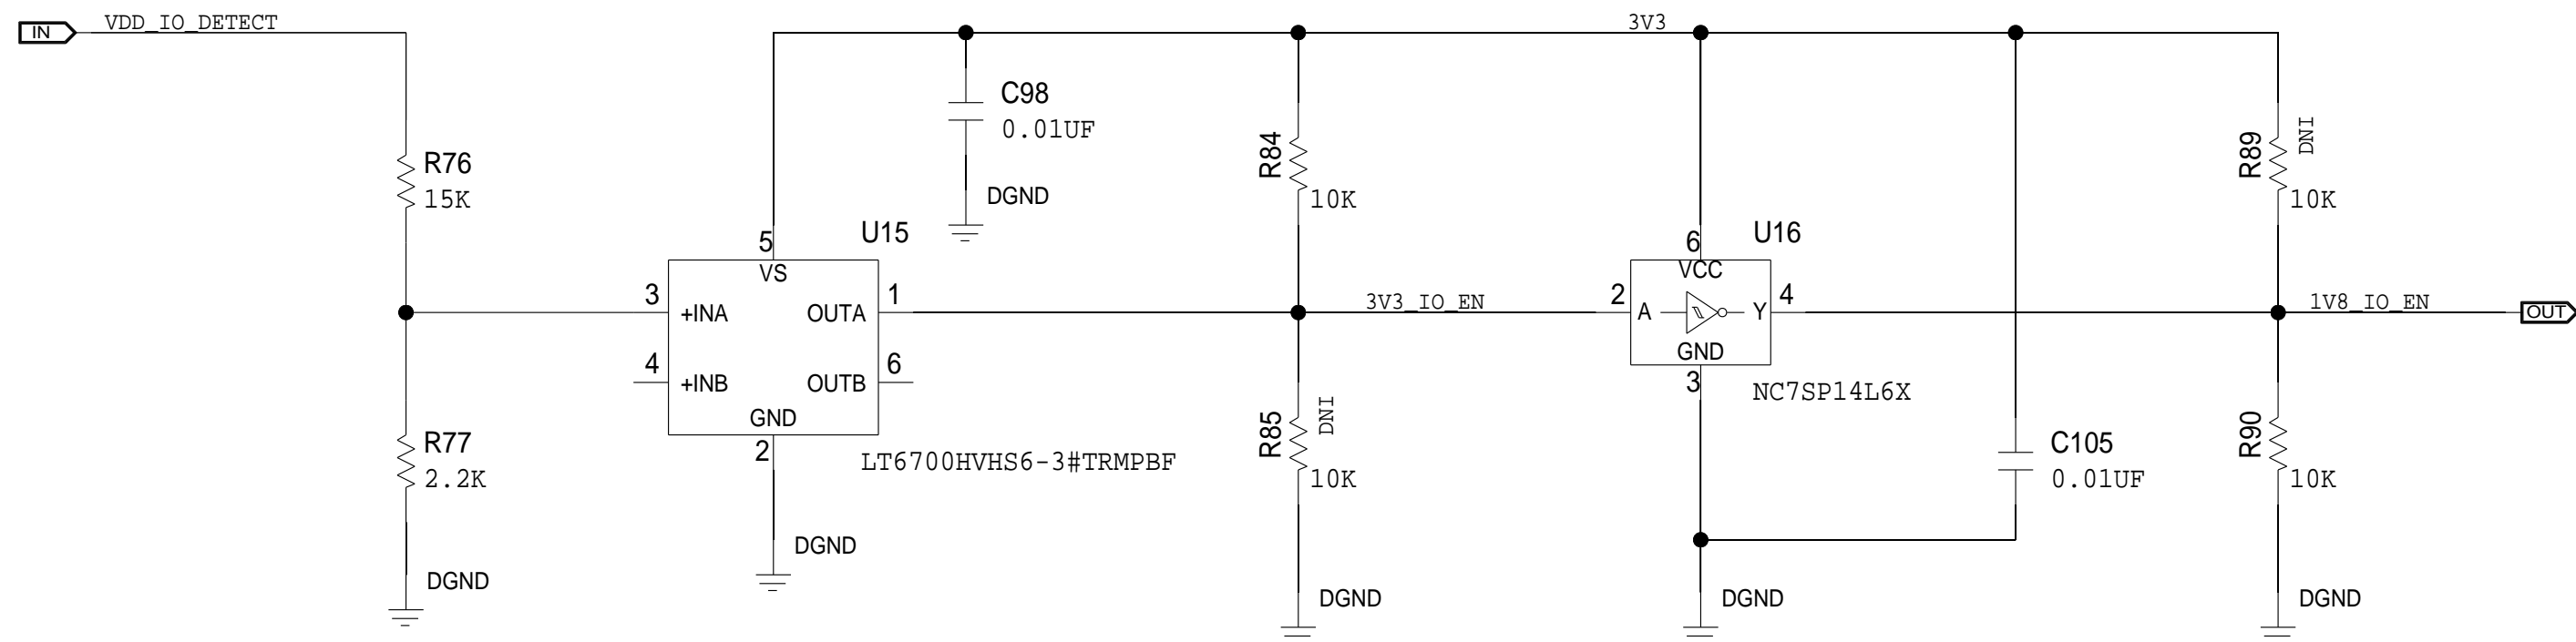 IN
VDD_IO_DETECT
3V3
C98
0.01UF
DGND
R76
15K
R84
10K
R89
DNI
10K
U15
5
VS
3
+INA
OUTA
1
4
+INB
OUTB
6
GND
2
LT6700HVHS6-3#TRMPBF
DGND
3V3_IO_EN
U16
6
VCC
2
A
Y
4
GND
3
NC7SP14L6X
1V8_IO_EN
OUT
R77
2.2K
DGND
R85
DNI
10K
DGND
C105
0.01UF
DGND
R90
10K
DGND